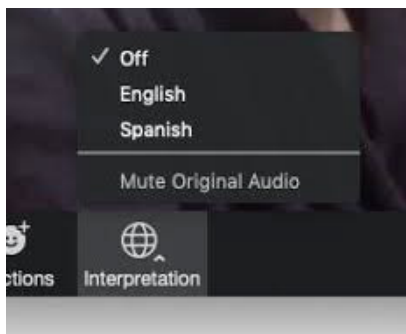 Off
English
Spanish
Mute Original Audio
ctions
Interpretation